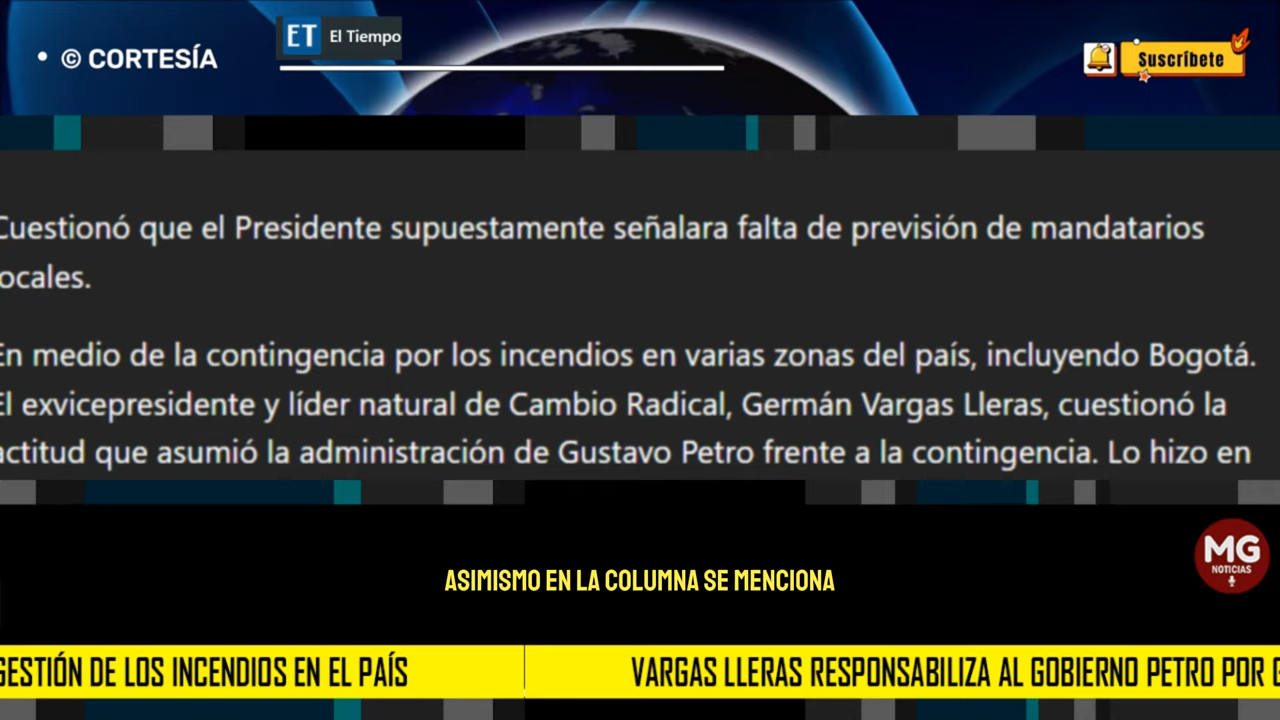 • © CORTESÍA
ET El Tiempo
Suscríbete
Cuestionó que el Presidente supuestamente señalara falta de previsión de mandatarios
locales.
En medio de la contingencia por los incendios en varias zonas del país, incluyendo Bogotá.
El exvicepresidente y líder natural de Cambio Radical, Germán Vargas Lleras, cuestionó la
actitud que asumió la administración de Gustavo Petro frente a la contingencia. Lo hizo en
MG
NOTICIAS
ASIMISMO EN LA COLUMNA SE MENCIONA
GESTIÓN DE LOS INCENDIOS EN EL PAÍS
VARGAS LLERAS RESPONSABILIZA AL GOBIERNO PETRO POR G